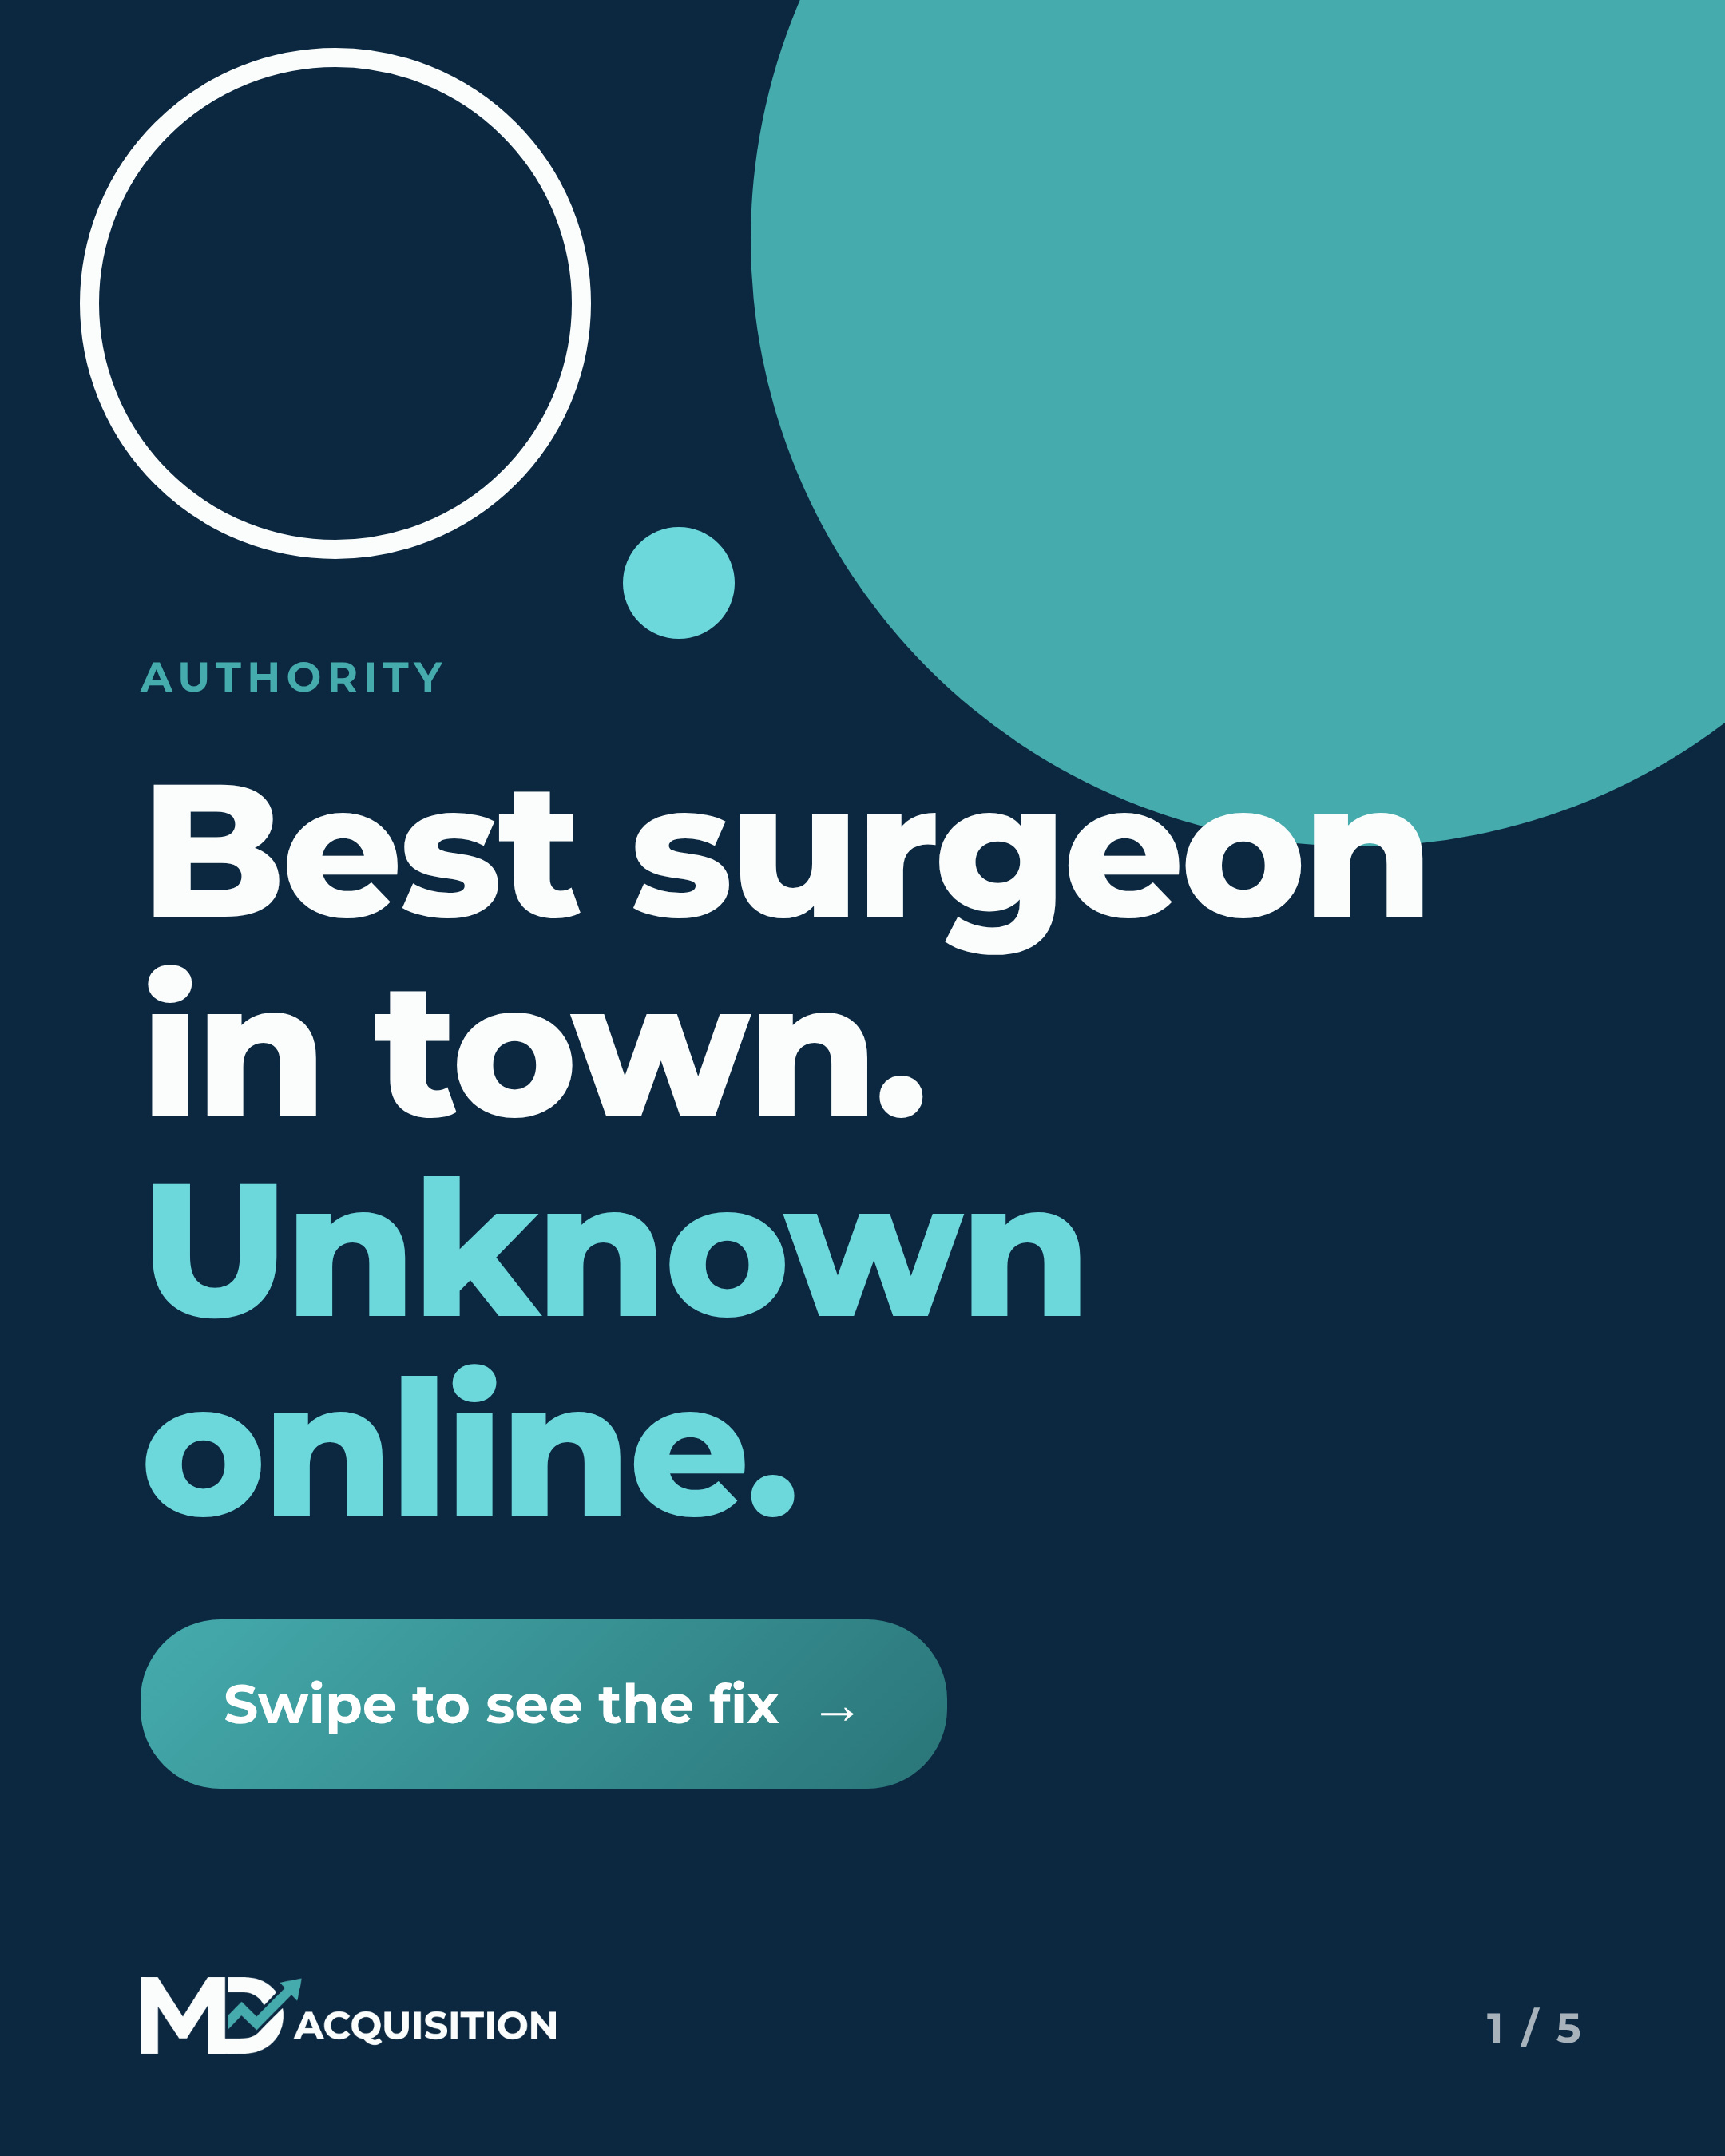 AUTHORITY
Best surgeon
in town.
Unknown
online.
Swipe to see the fix →
MD ACQUISITION
1 / 5